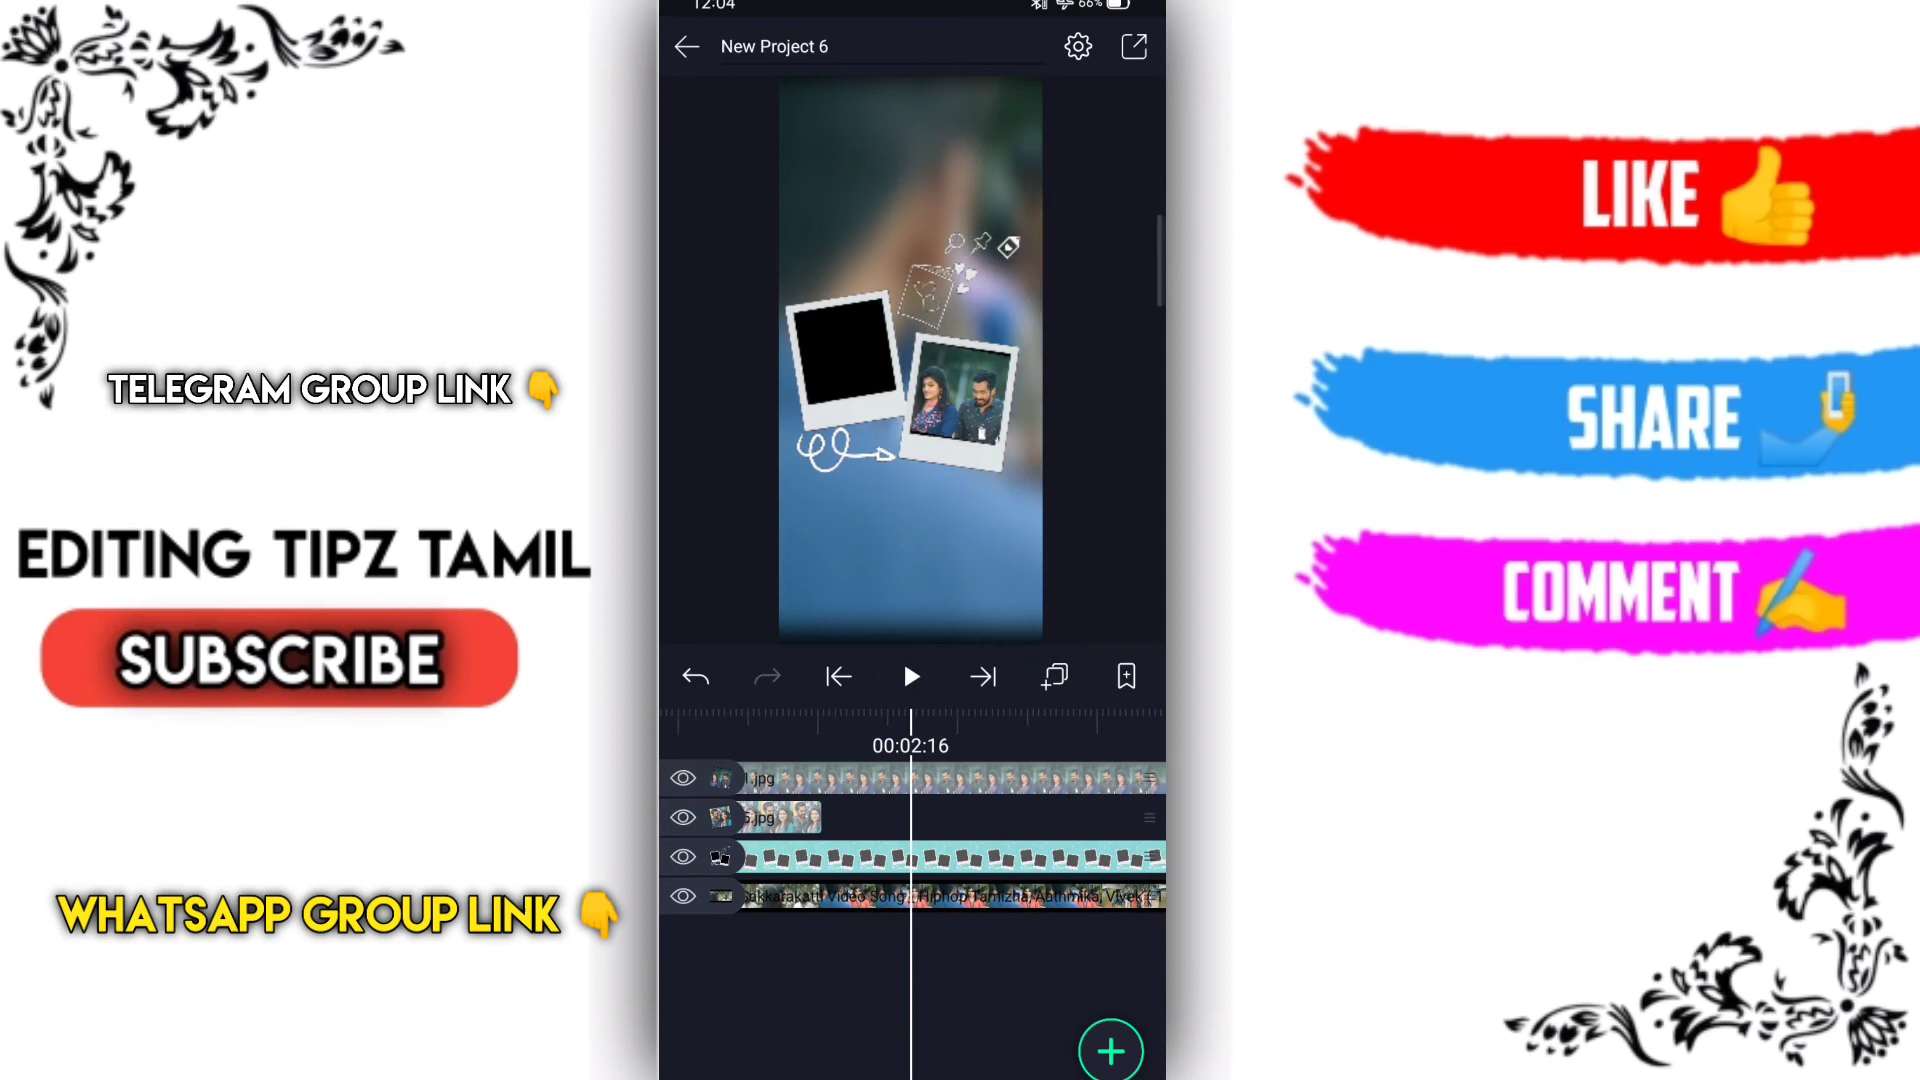 12:04
66%
New Project 6
LIKE
TELEGRAM GROUP LINK
SHARE
EDITING TIPZ TAMIL
COMMENT
SUBSCRIBE
00:02:16
1.jpg
5.jpg
Video Song
Hiphop Tamizha, Aathmika, Vivek
WHATSAPP GROUP LINK